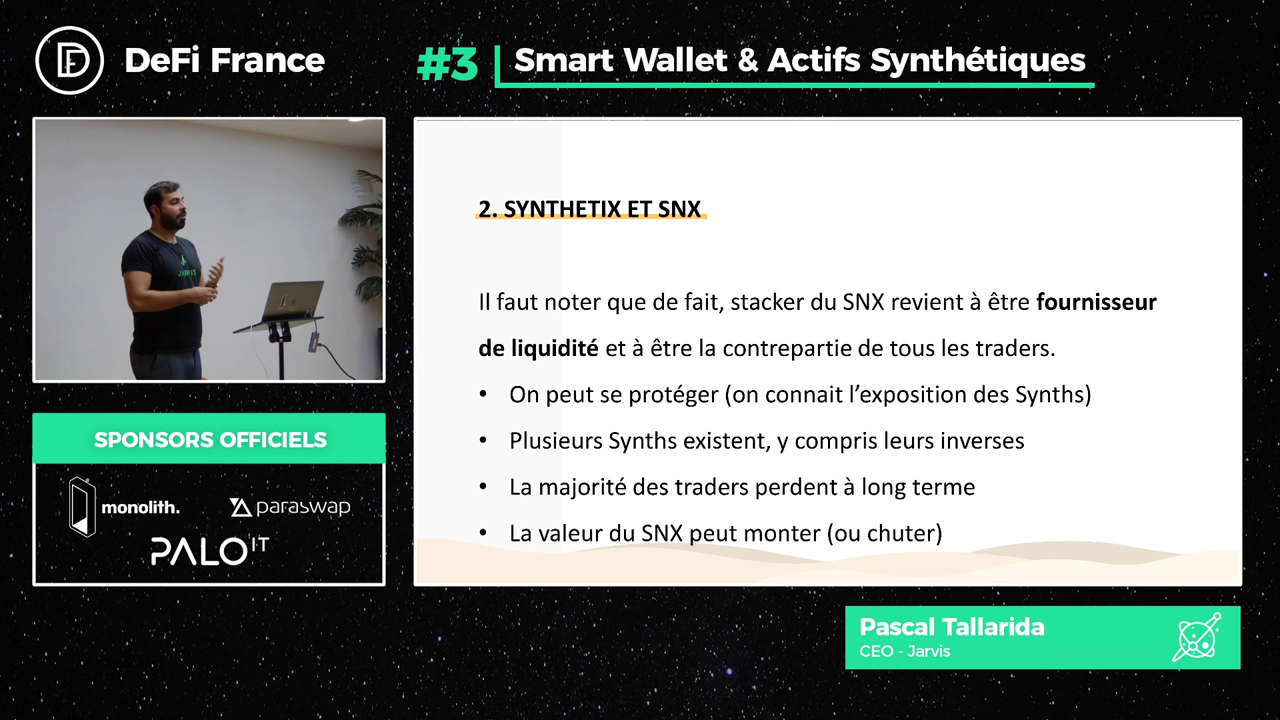 DeFi France
#3
Smart Wallet & Actifs Synthétiques
2. SYNTHETIX ET SNX
Il faut noter que de fait, stacker du SNX revient à être fournisseur
de liquidité et à être la contrepartie de tous les traders.
• On peut se protéger (on connait l’exposition des Synths)
• Plusieurs Synths existent, y compris leurs inverses
• La majorité des traders perdent à long terme
• La valeur du SNX peut monter (ou chuter)
SPONSORS OFFICIELS
monolith.
paraswap
PALO IT
Pascal Tallarida
CEO - Jarvis